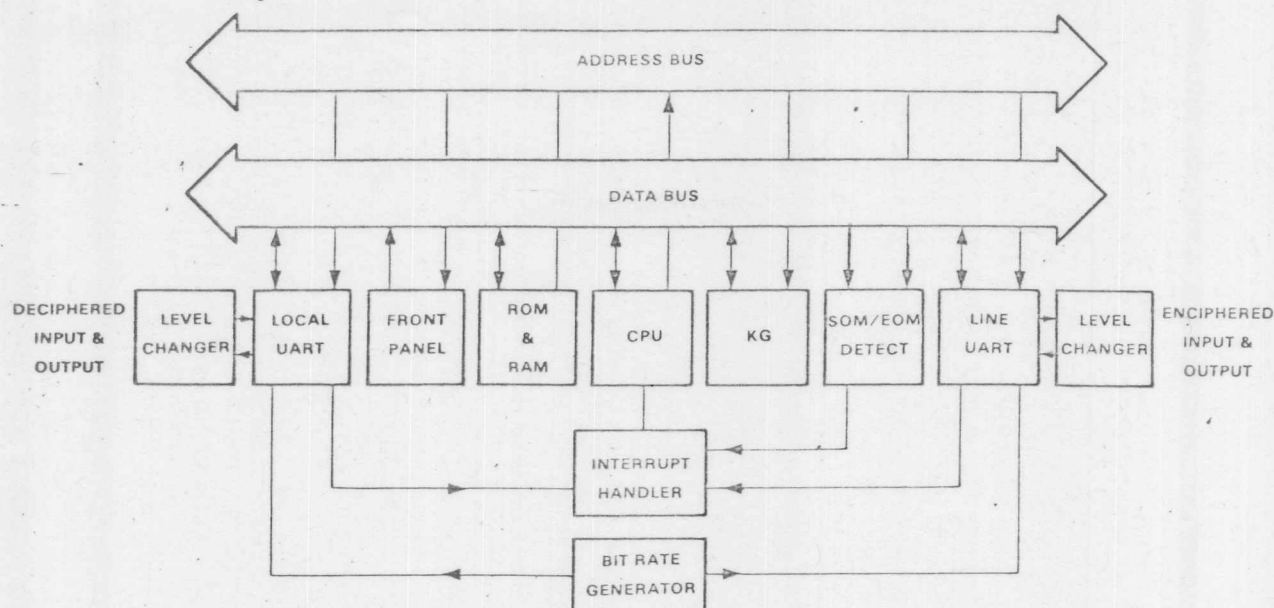 ADDRESS BUS
DATA BUS
DECIPHERED
INPUT &
OUTPUT
LEVEL
CHANGER
LOCAL
UART
FRONT
PANEL
ROM
&
RAM
CPU
KG
SOM/EOM
DETECT
LINE
UART
LEVEL
CHANGER
ENCIPHERED
INPUT &
OUTPUT
INTERRUPT
HANDLER
BIT RATE
GENERATOR